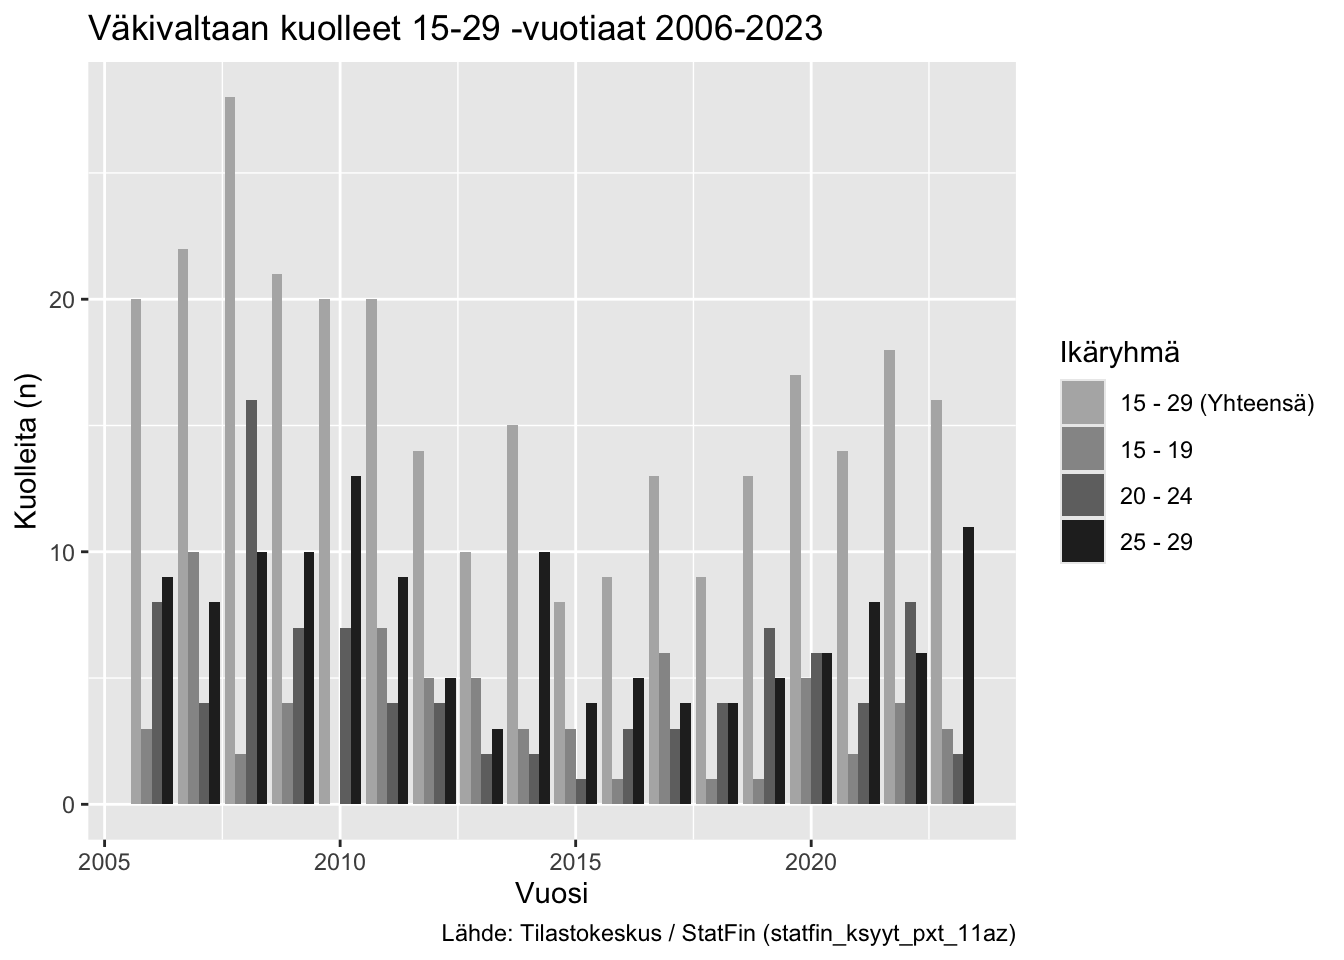 Väkivaltaan kuolleet 15-29 -vuotiaat 2006-2023
Kuolleita (n)
20
10
0
2005
2010
2015
2020
Vuosi
Ikäryhmä
15 - 29 (Yhteensä)
15 - 19
20 - 24
25 - 29
Lähde: Tilastokeskus / StatFin (statfin_ksyyt_pxt_11az)